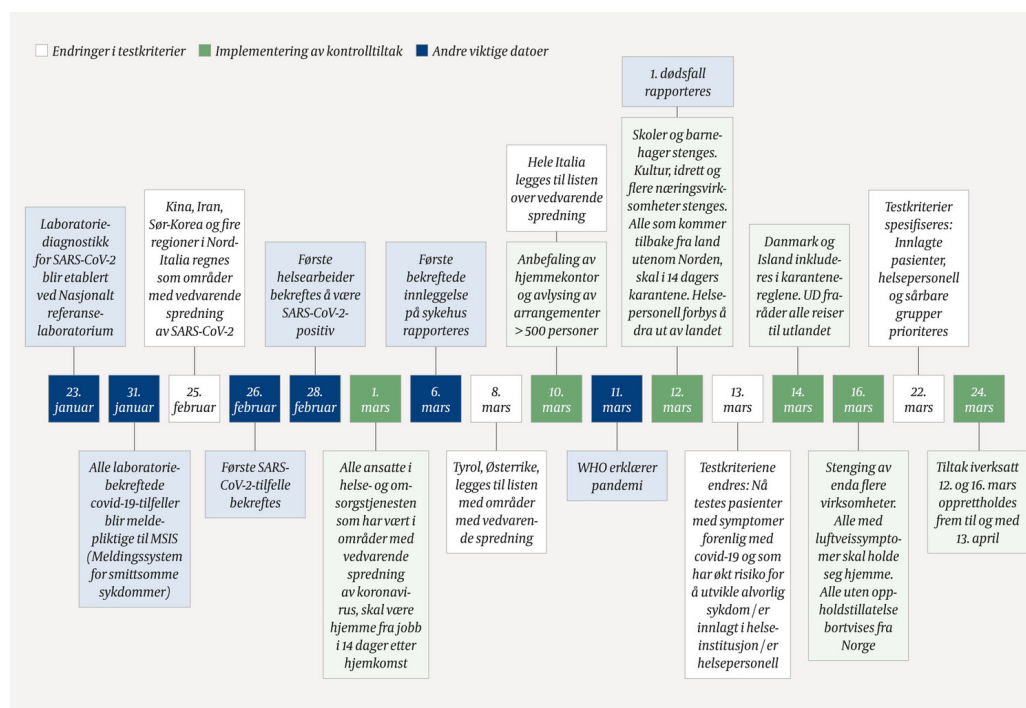 Endringer i testkriterier
Implementering av kontrolltiltak
Andre viktige datoer
Laboratorie-
diagnostikk
for SARS-CoV-2
blir etablert
ved Nasjonalt
referanse-
laboratorium
Kina, Iran,
Sør-Korea og fire
regioner i Nord-
Italia regnes
som områder
med vedvarende
spredning
av SARS-CoV-2
Første
helsearbeider
bekreftes å være
SARS-CoV-2-
positiv
Første
bekreftede
innleggelse
på sykehus
rapporteres
Hele Italia
legges til listen
over vedvarende
spredning
Anbefaling av
hjemmekontor
og avlysing av
arrangementer
> 500 personer
1. dødsfall
rapporteres
Skoler og barne-
hager stenges.
Kultur, idrett og
flere næringsvirk-
somheter stenges.
Alle som kommer
tilbake fra land
utenom Norden,
skal i 14 dagers
karantene. Helse-
personell forbys å
dra ut av landet
Danmark og
Island inklude-
res i karantene-
reglene. UD fra-
råder alle reiser
til utlandet
Testkriterier
spesifiseres:
Innlagte
pasienter,
helsepersonell
og sårbare
grupper
prioriteres
23.
januar
31.
januar
25.
februar
26.
februar
28.
februar
1.
mars
6.
mars
8.
mars
10.
mars
11.
mars
12.
mars
13.
mars
14.
mars
16.
mars
22.
mars
24.
mars
Alle laboratorie-
bekreftede
covid-19-tilfeller
blir melde-
pliktige til MSIS
(Meldingssystem
for smittsomme
sykdommer)
Første SARS-
CoV-2-tilfelle
bekreftes
Alle ansatte i
helse- og om-
sorgstjenesten
som har vært i
områder med
vedvarende
spredning
av koronavi-
rus, skal være
hjemme fra jobb
i 14 dager etter
hjemkomst
Tyrol, Østerrike,
legges til listen
med områder
med vedvaren-
de spredning
WHO erklærer
pandemi
Testkriteriene
endres: Nå
testes pasienter
med symptomer
forenlig med
covid-19 og som
har økt risiko for
å utvikle alvorlig
sykdom / er
innlagt i helse-
institusjon / er
helsepersonell
Stenging av
enda flere
virksomheter.
Alle med
luftveissympto-
mer skal holde
seg hjemme.
Alle uten opp-
holdstillatelse
bortvises fra
Norge
Tiltak iverksatt
12. og 16. mars
opprettholdes
frem til og med
13. april